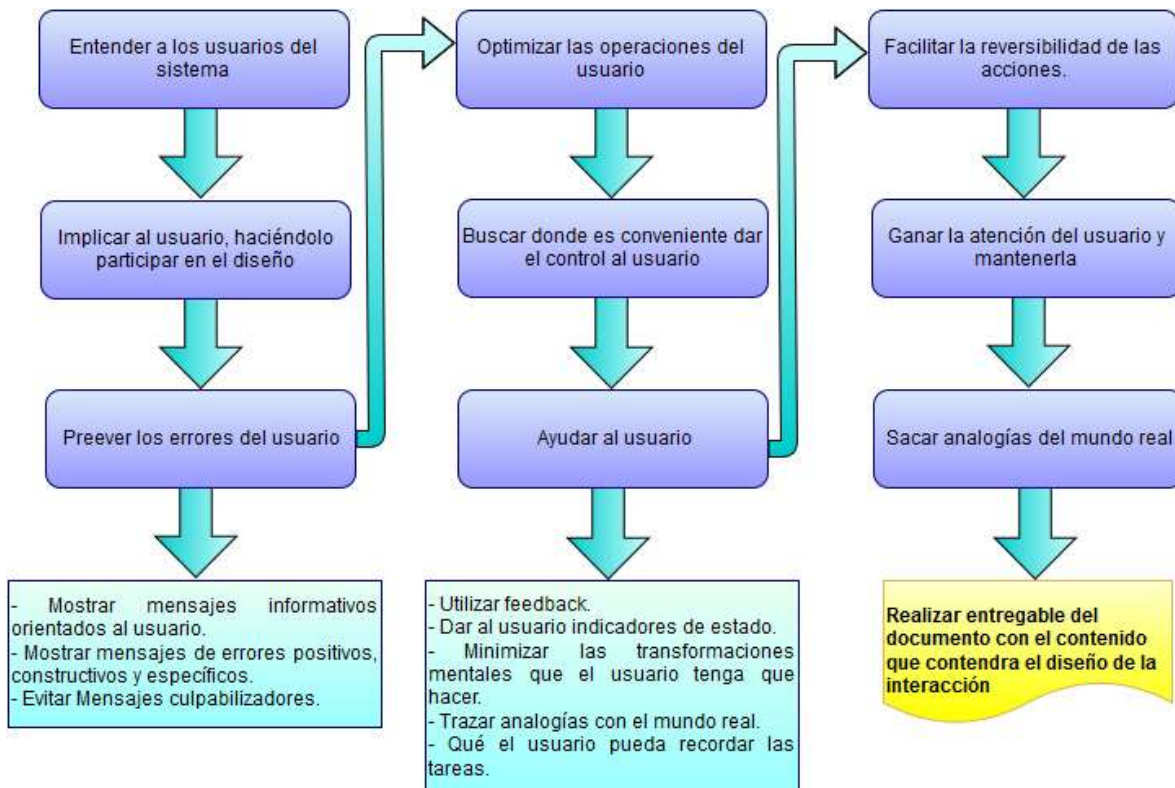 Entender a los usuarios del
sistema
Implicar al usuario, haciéndolo
participar en el diseño
Preever los errores del usuario
- Mostrar mensajes informativos
orientados al usuario.
- Mostrar mensajes de errores positivos,
constructivos y específicos.
- Evitar Mensajes culpabilizadores.
Optimizar las operaciones del
usuario
Buscar donde es conveniente dar
el control al usuario
Ayudar al usuario
- Utilizar feedback.
- Dar al usuario indicadores de estado.
- Minimizar las transformaciones
mentales que el usuario tenga que
hacer.
- Trazar analogías con el mundo real.
- Qué el usuario pueda recordar las
tareas.
Facilitar la reversibilidad de las
acciones.
Ganar la atención del usuario y
mantenerla
Sacar analogías del mundo real
Realizar entregable del
documento con el contenido
que contendra el diseño de la
interacción